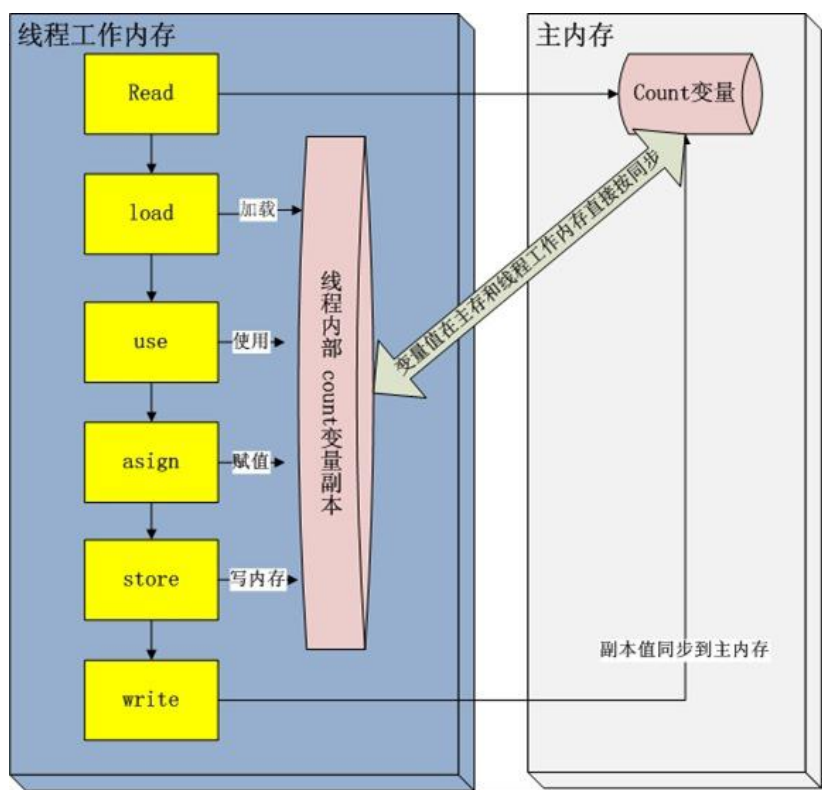 线程工作内存
主内存
Read
Count变量
load
加载
use
使用
asign
赋值
store
写内存
write
线程内部 count变量副本
变量值在主存和线程工作内存直接按同步
副本值同步到主内存